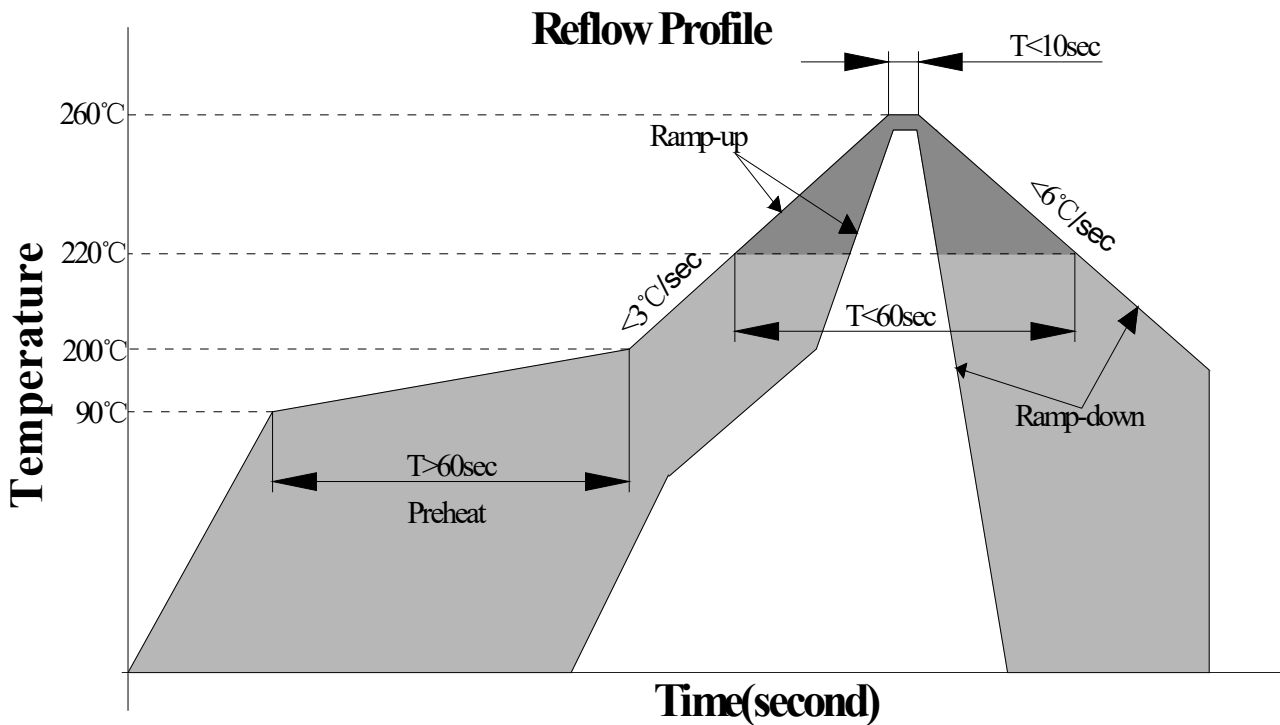 Reflow Profile
T<10sec
260℃
Ramp-up
<6℃/sec
220℃
<3℃/sec
T<60sec
200℃
90℃
Ramp-down
T>60sec
Preheat
Temperature
Time(second)